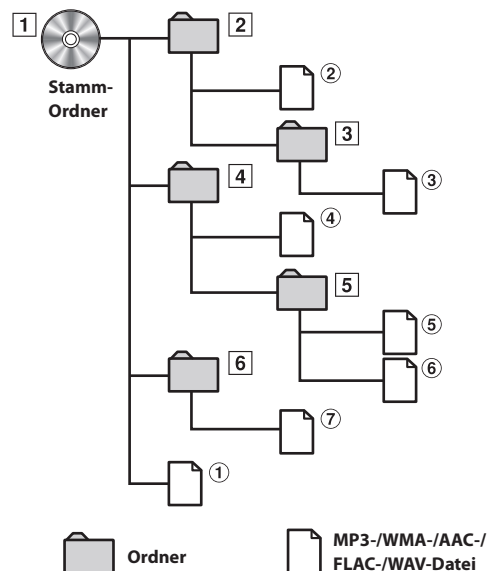 1
2
Stamm-
Ordner
②
3
③
4
④
5
⑤
⑥
6
⑦
①
Ordner
MP3-/WMA-/AAC-/
FLAC-/WAV-Datei